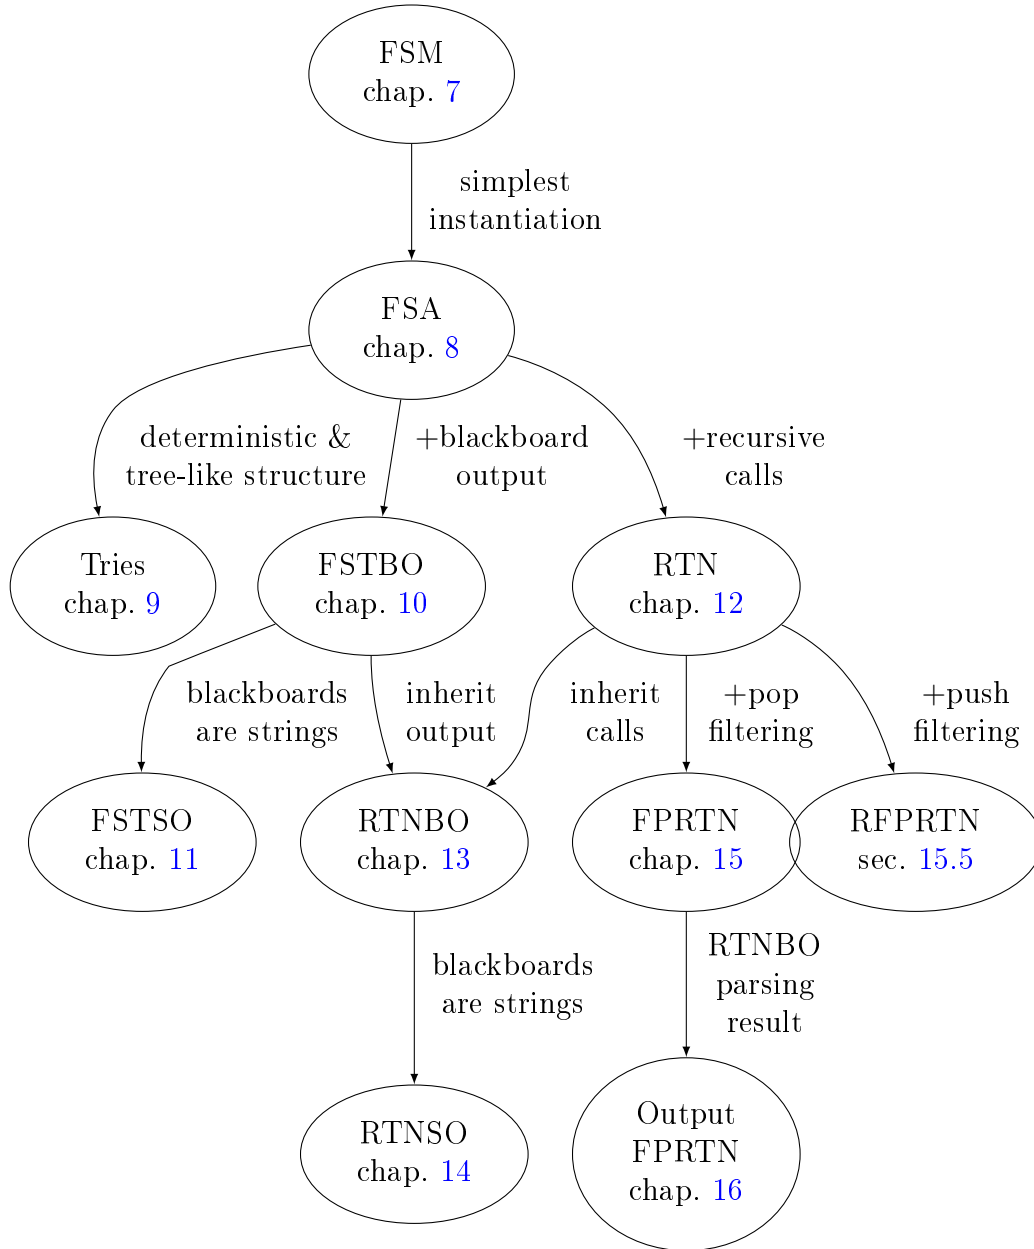 FSM
chap. 7
simplest
instantiation
FSA
chap. 8
deterministic &
tree-like structure
+blackboard
output
+recursive
calls
Tries
chap. 9
FSTBO
chap. 10
RTN
chap. 12
blackboards
are strings
inherit
output
inherit
calls
+pop
filtering
+push
filtering
FSTSO
chap. 11
RTNBO
chap. 13
FPRTN
chap. 15
RFPRTN
sec. 15.5
blackboards
are strings
RTNBO
parsing
result
RTNSO
chap. 14
Output
FPRTN
chap. 16